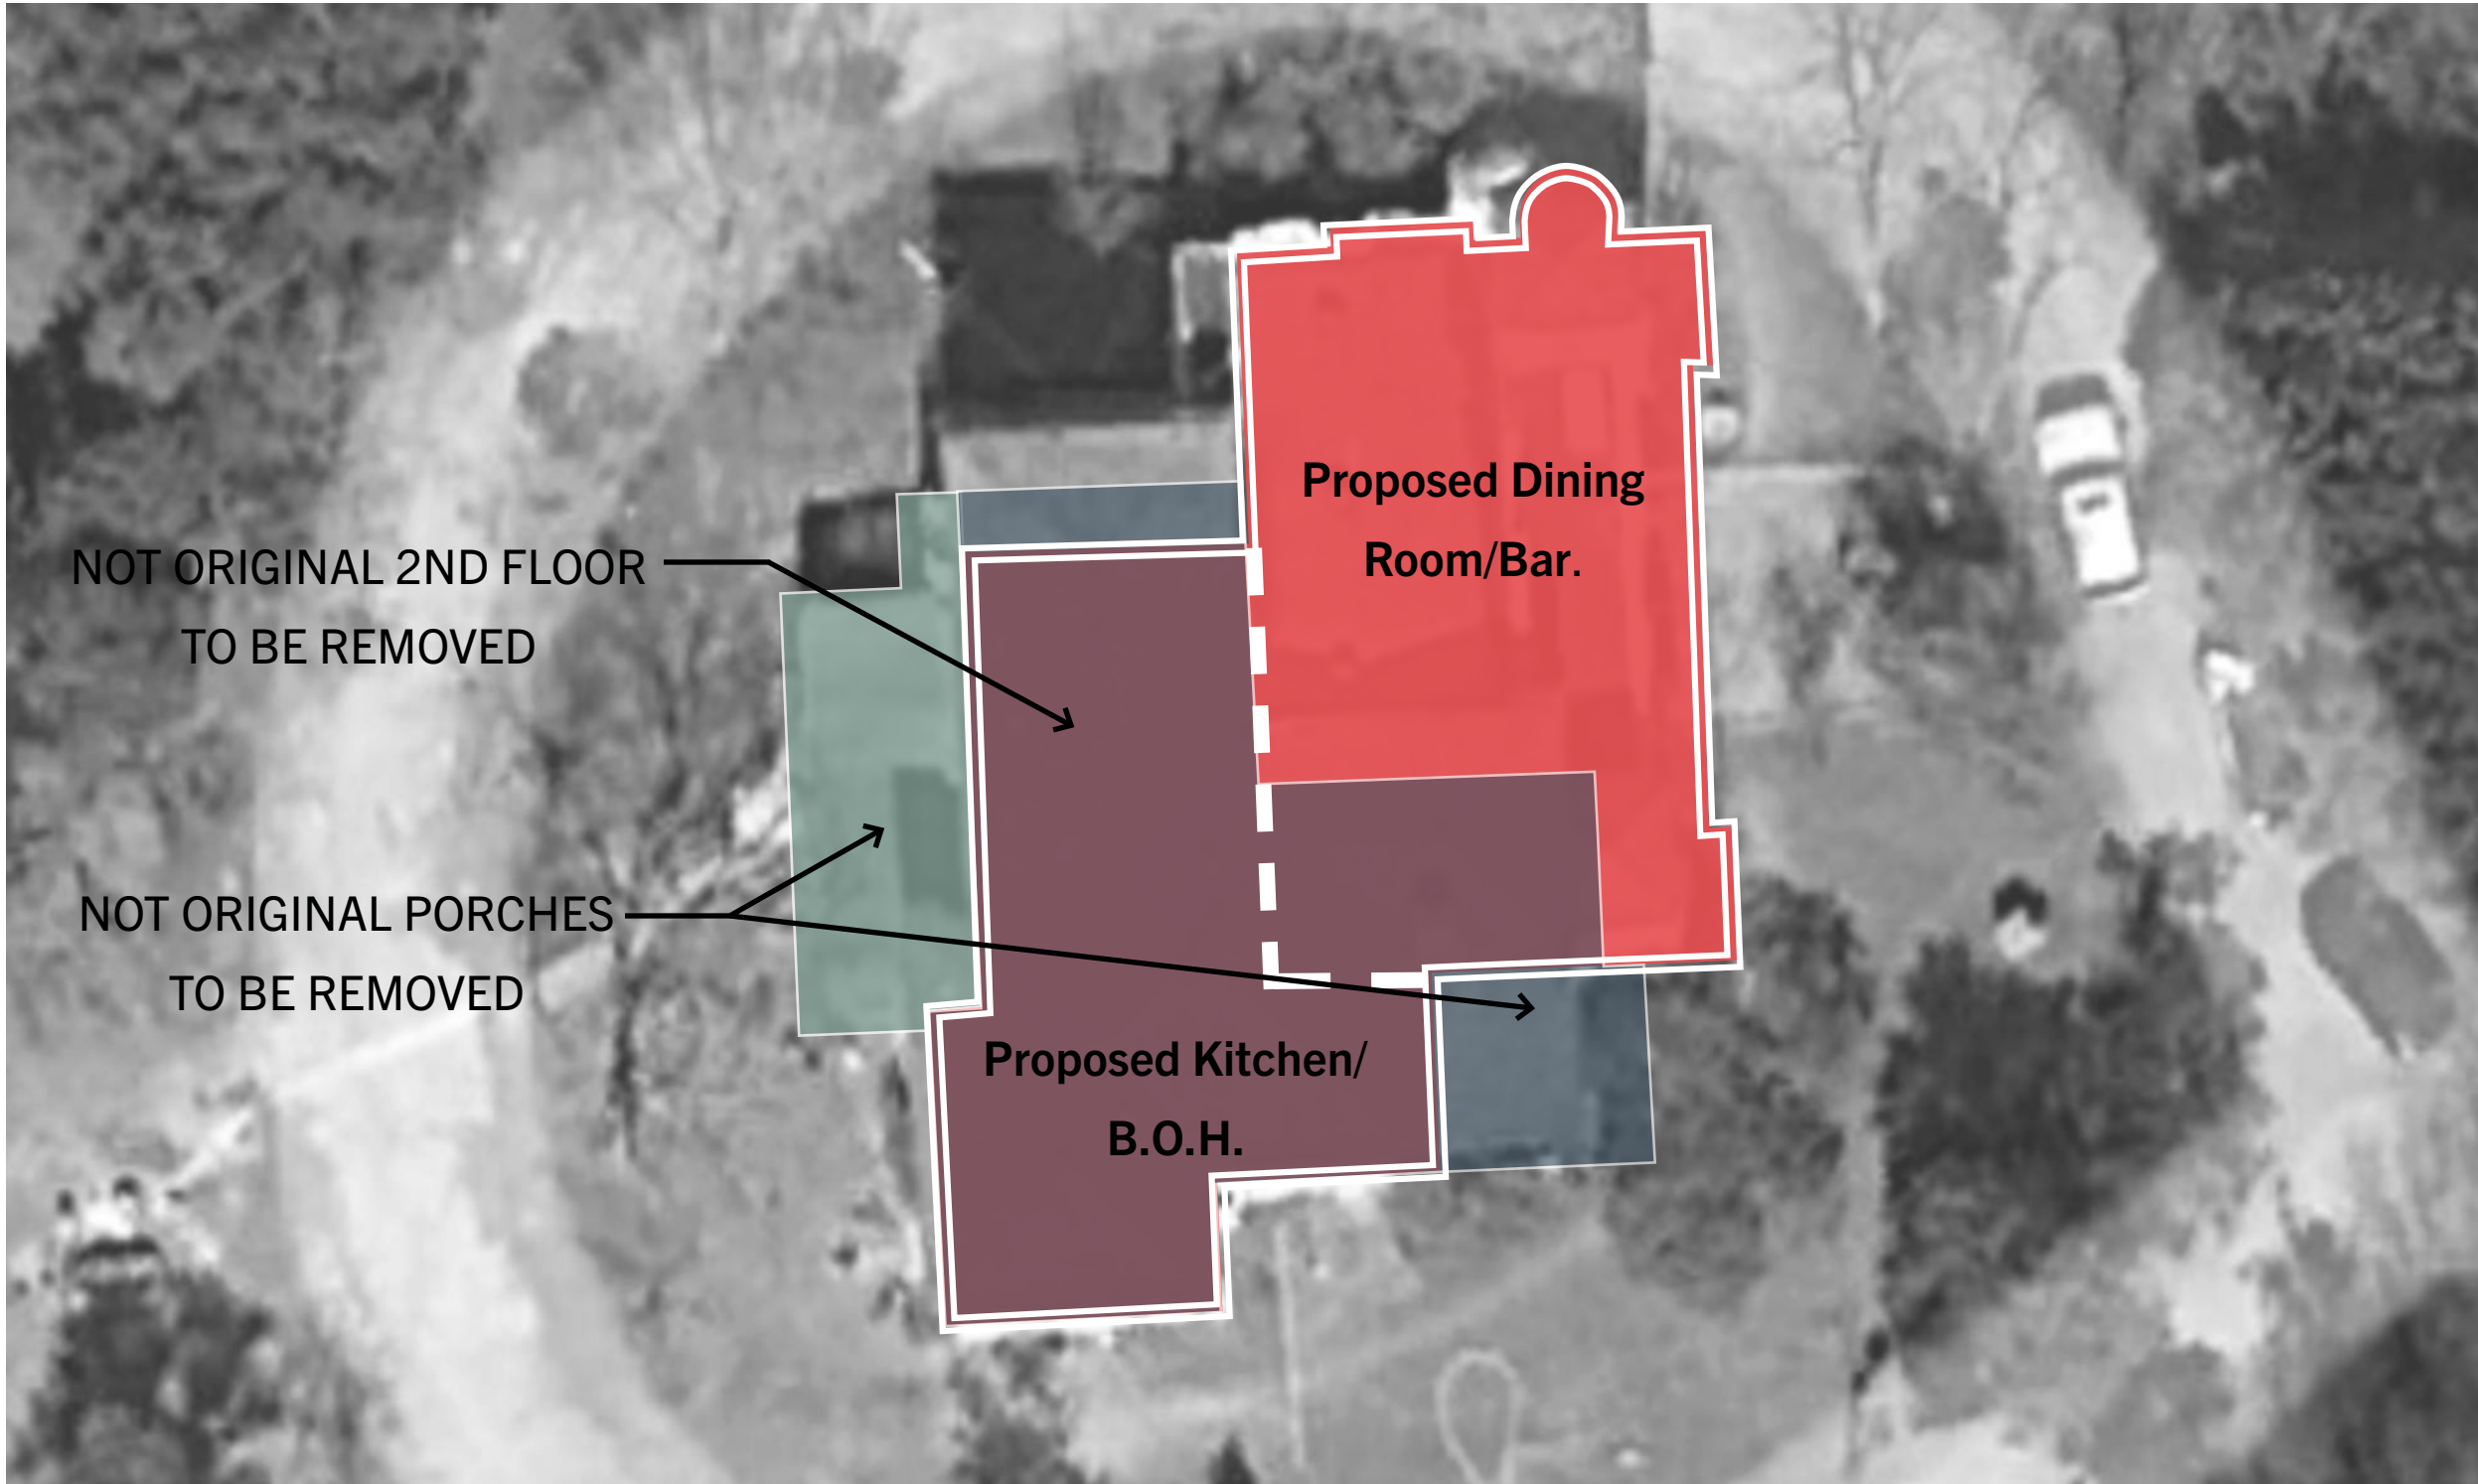 Proposed Dining
Room/Bar.
NOT ORIGINAL 2ND FLOOR
TO BE REMOVED
NOT ORIGINAL PORCHES
TO BE REMOVED
Proposed Kitchen/
B.O.H.